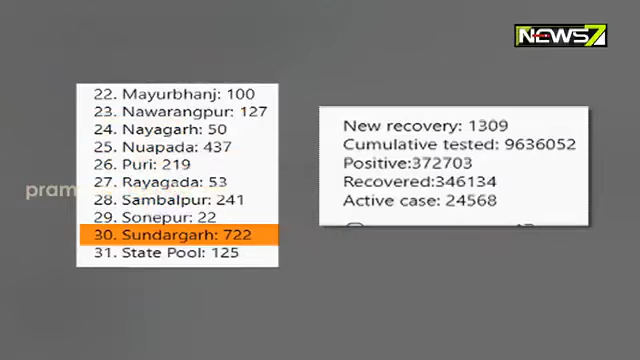 NEWS7
22. Mayurbhanj: 100
23. Nawarangpur: 127
24. Nayagarh: 50
25. Nuapada: 437
26. Puri: 219
27. Rayagada: 53
28. Sambalpur: 241
29. Sonepur: 22
30. Sundargarh: 722
31. State Pool: 125
New recovery: 1309
Cumulative tested: 9636052
Positive:372703
Recovered:346134
Active case: 24568